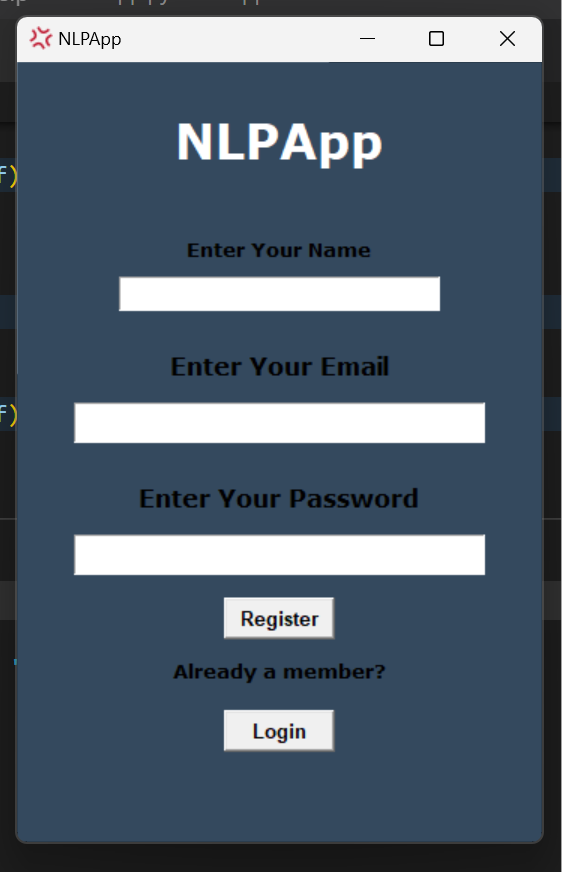 NLPApp
NLPApp
Enter Your Name
Enter Your Email
Enter Your Password
Register
Already a member?
Login
f)
f)